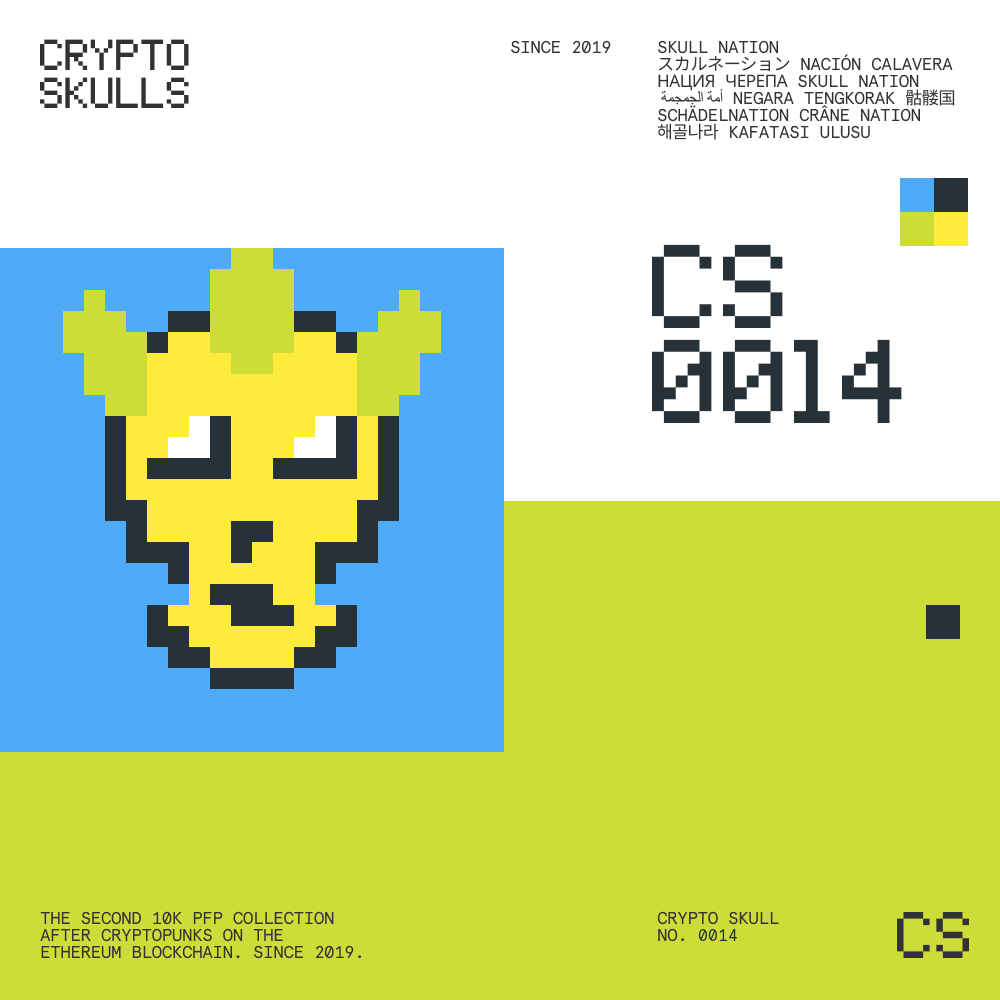 CRYPTO
SKULLS
SINCE 2019
SKULL NATION
スカルネーション NACIÓN CALAVERA
НАЦИЯ ЧЕРЕПА SKULL NATION
أمة الجمجمة NEGARA TENGKORAK 骷髅国
SCHÄDELNATION CRÂNE NATION
해골나라 KAFATASI ULUSU
CS
0014
THE SECOND 10K PFP COLLECTION
AFTER CRYPTOPUNKS ON THE
ETHEREUM BLOCKCHAIN. SINCE 2019.
CRYPTO SKULL
NO. 0014
CS